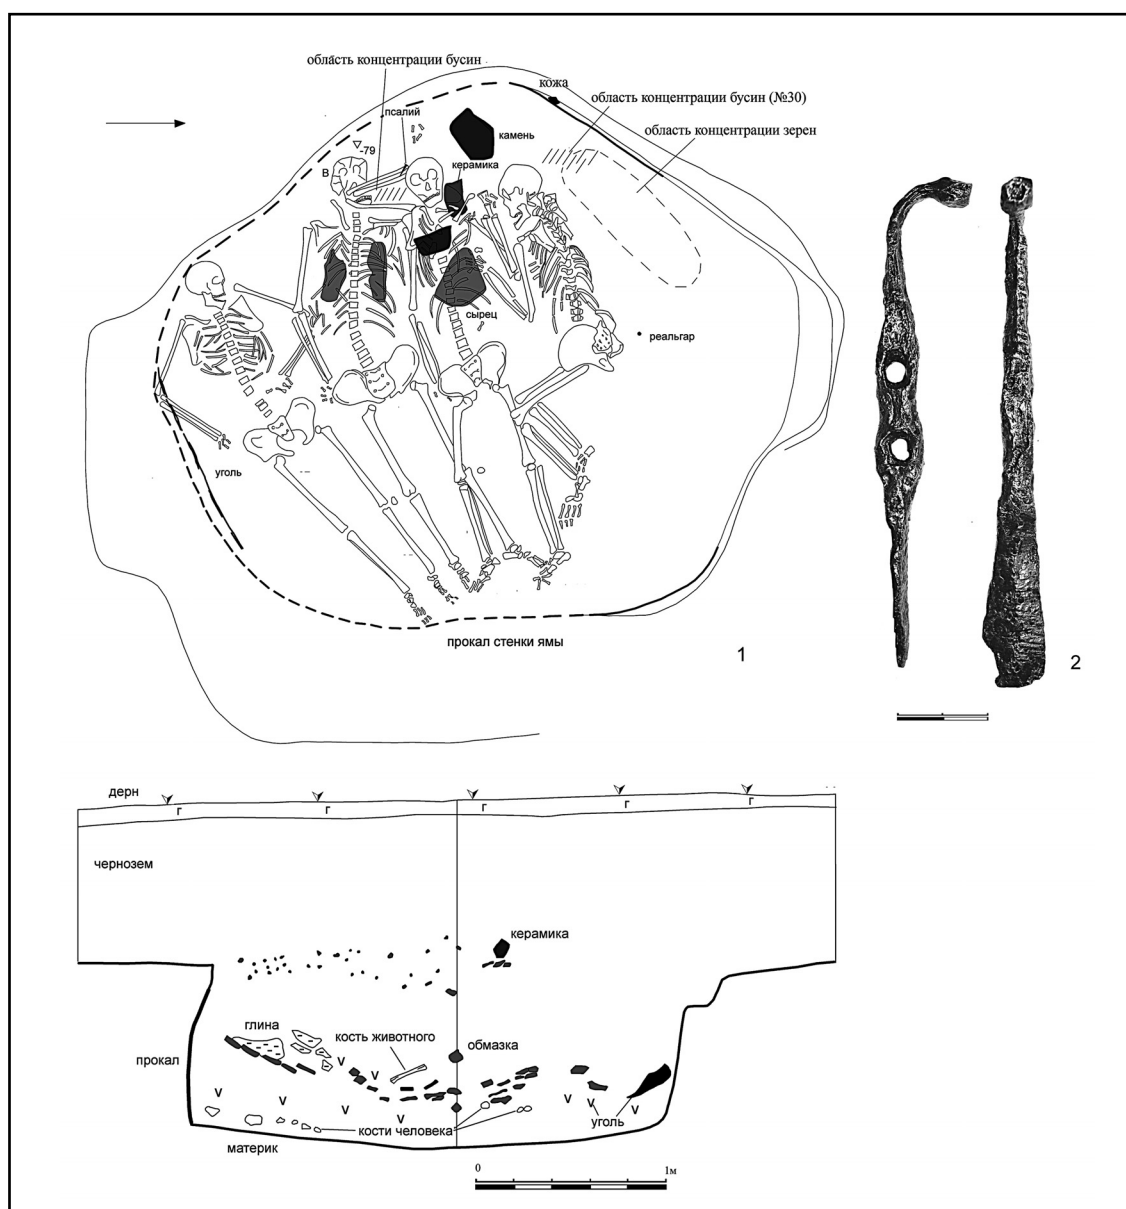 область концентрации бусин
кожа
область концентрации бусин (№30)
псалий
камень
область концентрации зерен
-79
керамика
В
сырец
реальгар
уголь
прокал стенки ямы
1
2
дерн
г
г
г
г
г
чернозем
керамика
глина
кость животного
обмазка
прокал
v
v
v
v
v
v
v
v
v
уголь
кости человека
материк
0
1м